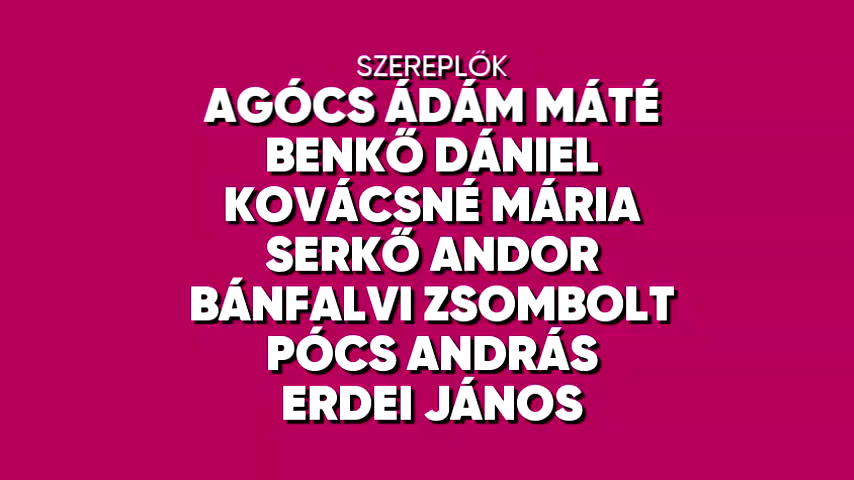 SZEREPLŐK
AGÓCS ÁDÁM MÁTÉ
BENKŐ DÁNIEL
KOVÁCSNÉ MÁRIA
SERKŐ ANDOR
BÁNFALVI ZSOMBOLT
PÓCS ANDRÁS
ERDEI JÁNOS